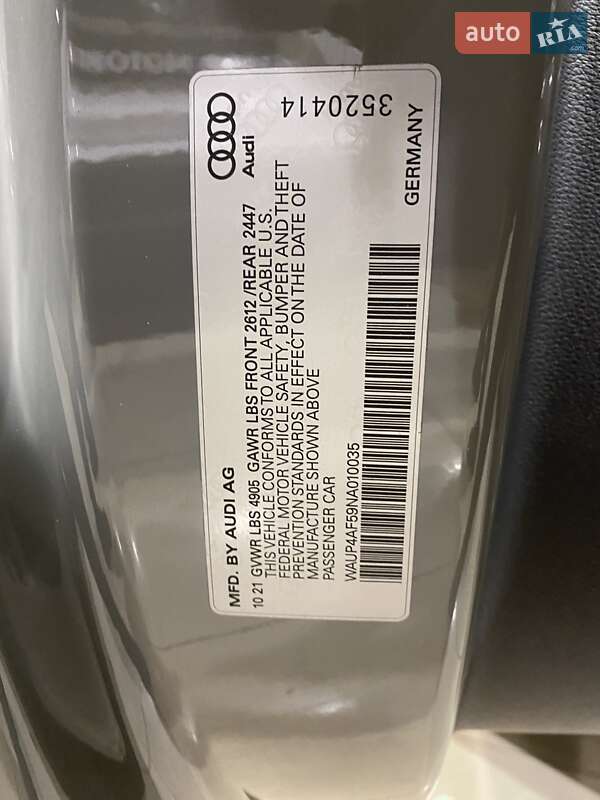 auto RIA .com
Audi
3520414
MFD. BY AUDI AG
10 21 GVWR LBS 4905 GAWR LBS FRONT 2612 /REAR 2447
THIS VEHICLE CONFORMS TO ALL APPLICABLE U.S.
FEDERAL MOTOR VEHICLE SAFETY, BUMPER AND THEFT
PREVENTION STANDARDS IN EFFECT ON THE DATE OF
MANUFACTURE SHOWN ABOVE
PASSENGER CAR
WAUP4AF59NA010035
GERMANY